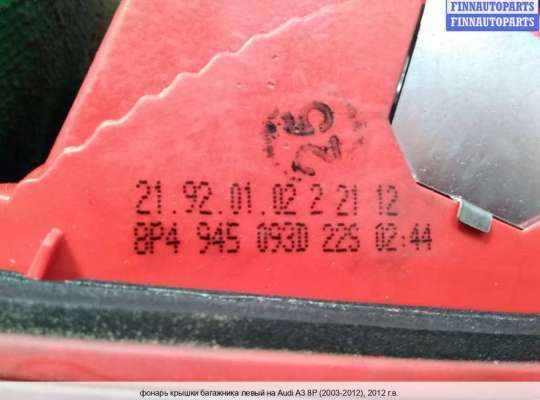 FINNAUTOPARTS
FINNAUTOPARTS
25
21.92.01.02 2 21 12
8P4 945 093D 225 02:44
фонарь крышки багажника левый на Audi A3 8P (2003-2012), 2012 г.в.